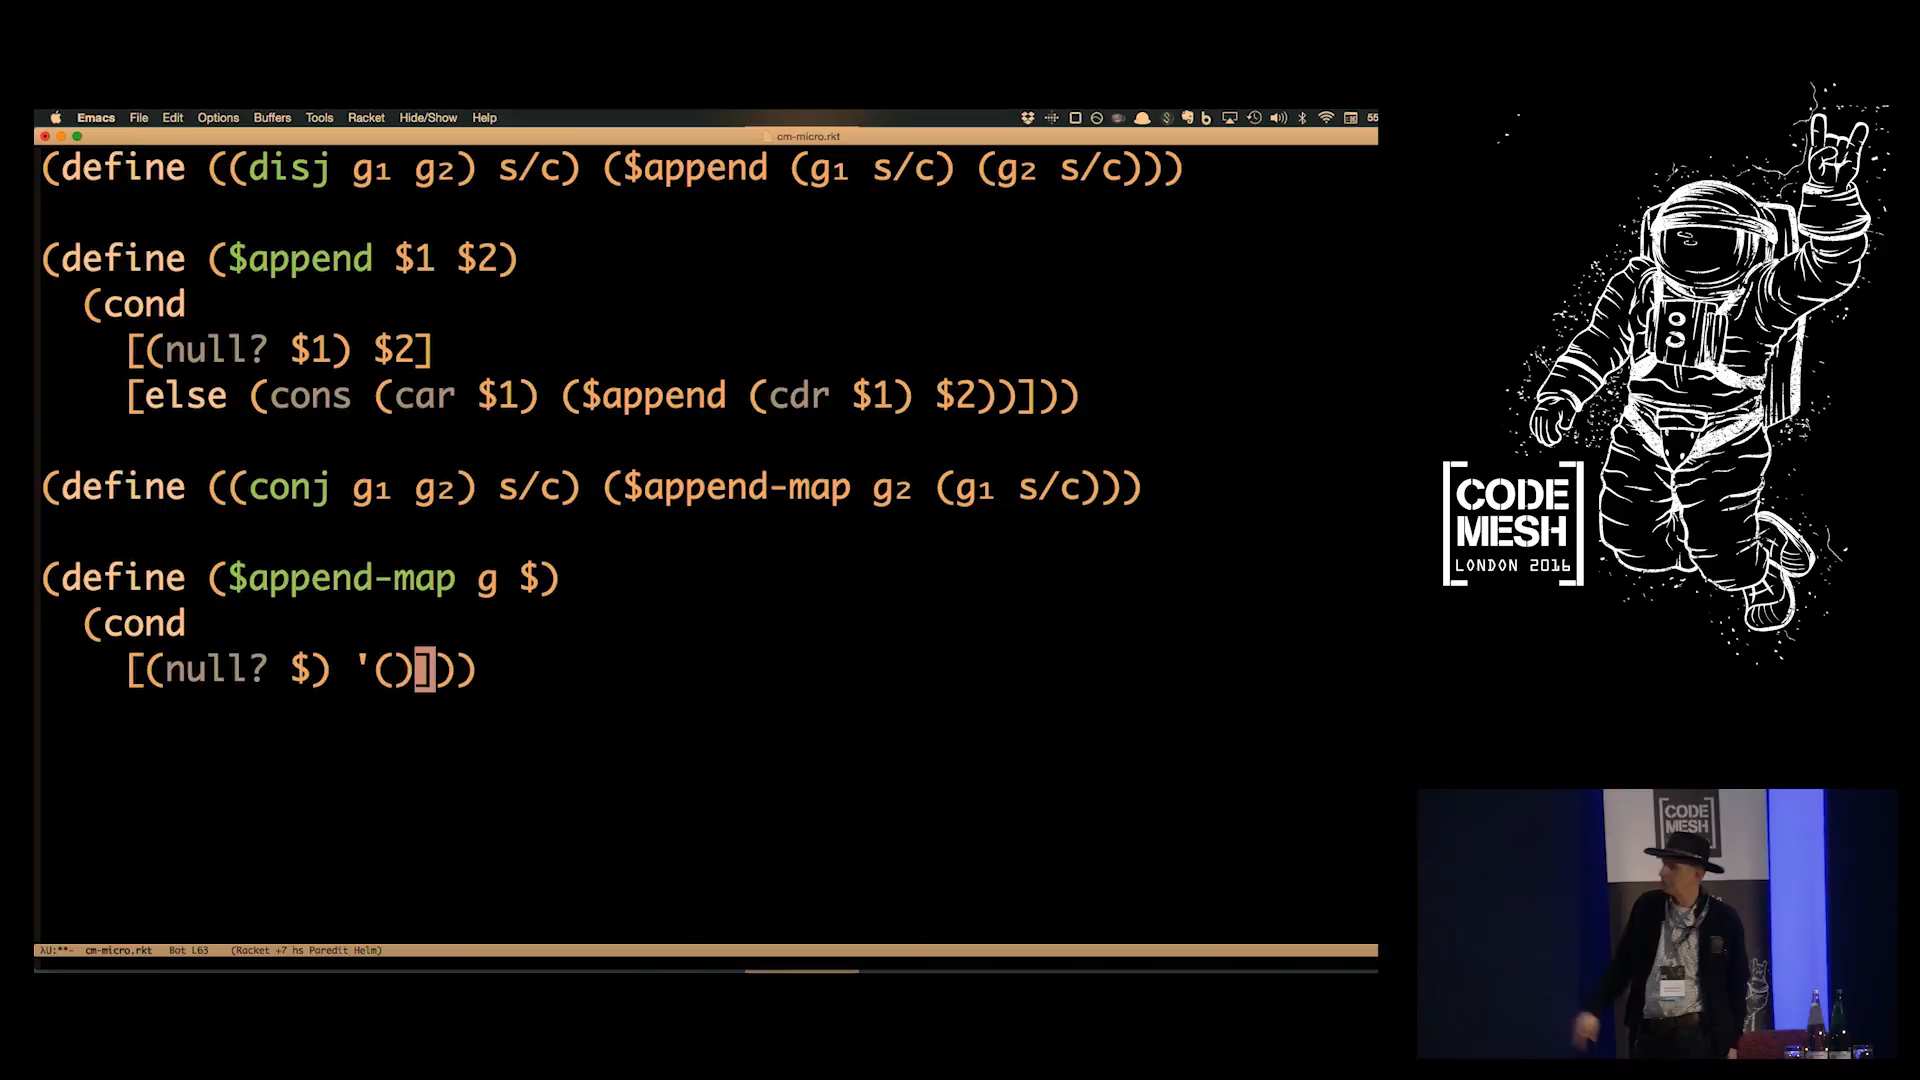 Emacs File Edit Options Buffers Tools Racket Hide/Show Help
55
cm-micro.rkt
(define ((disj g₁ g₂) s/c) ($append (g₁ s/c) (g₂ s/c)))
(define ($append $1 $2)
(cond
[(null? $1) $2]
[else (cons (car $1) ($append (cdr $1) $2))]))
(define ((conj g₁ g₂) s/c) ($append-map g₂ (g₁ s/c)))
(define ($append-map g $)
(cond
[(null? $) '()]))
λU:**- cm-micro.rkt Bot L63 (Racket +7 hs Paredit Helm)
[CODE
MESH]
LONDON 2016
[CODE
MESH]